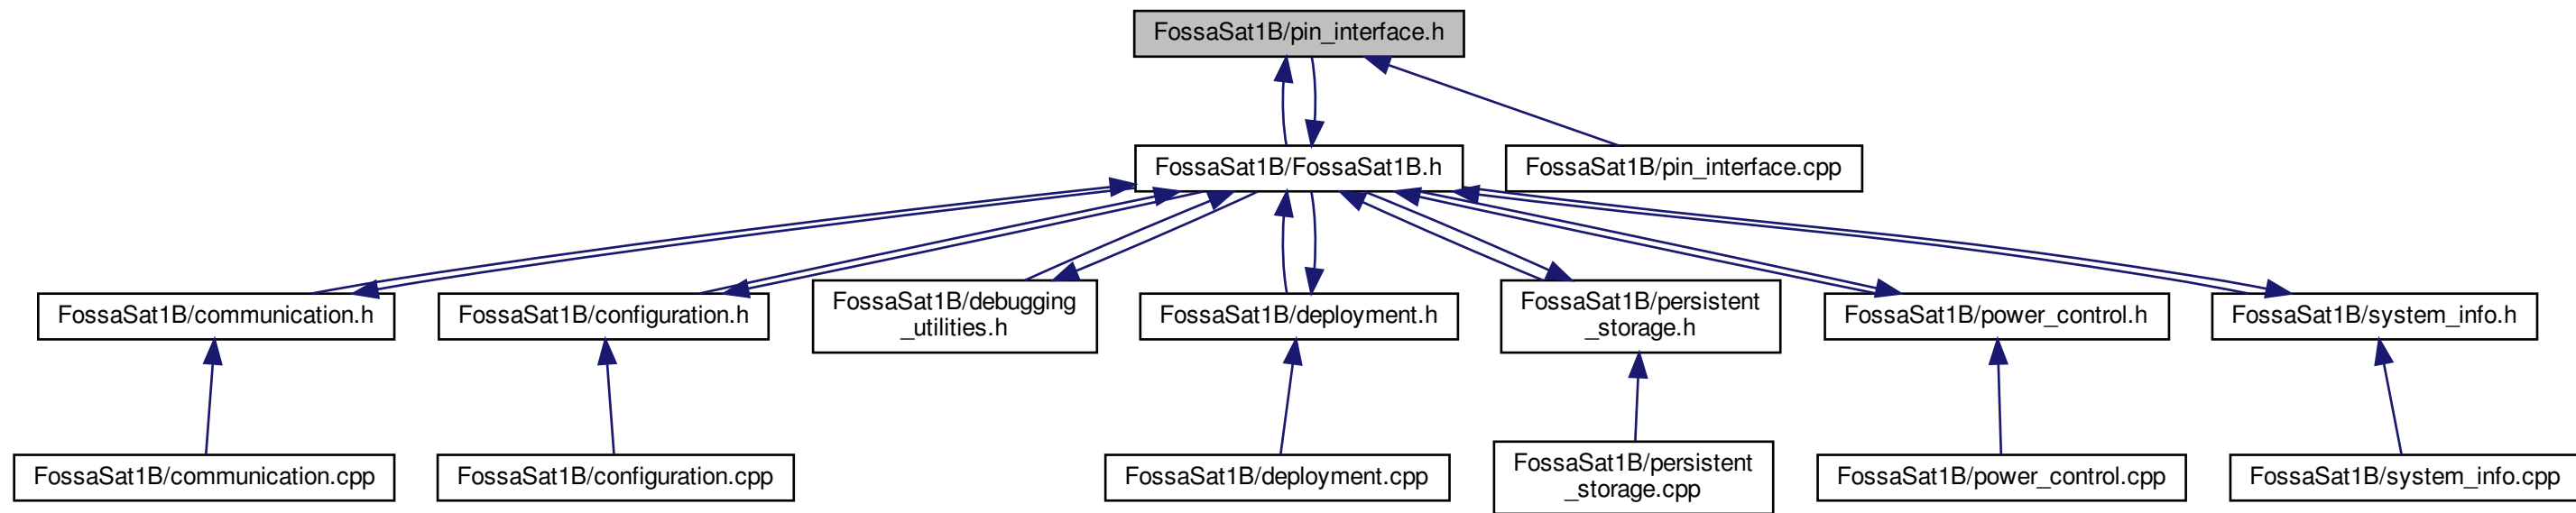 FossaSat1B/pin_interface.h
FossaSat1B/FossaSat1B.h
FossaSat1B/pin_interface.cpp
FossaSat1B/communication.h
FossaSat1B/configuration.h
FossaSat1B/debugging
_utilities.h
FossaSat1B/deployment.h
FossaSat1B/persistent
_storage.h
FossaSat1B/power_control.h
FossaSat1B/system_info.h
FossaSat1B/communication.cpp
FossaSat1B/configuration.cpp
FossaSat1B/deployment.cpp
FossaSat1B/persistent
_storage.cpp
FossaSat1B/power_control.cpp
FossaSat1B/system_info.cpp